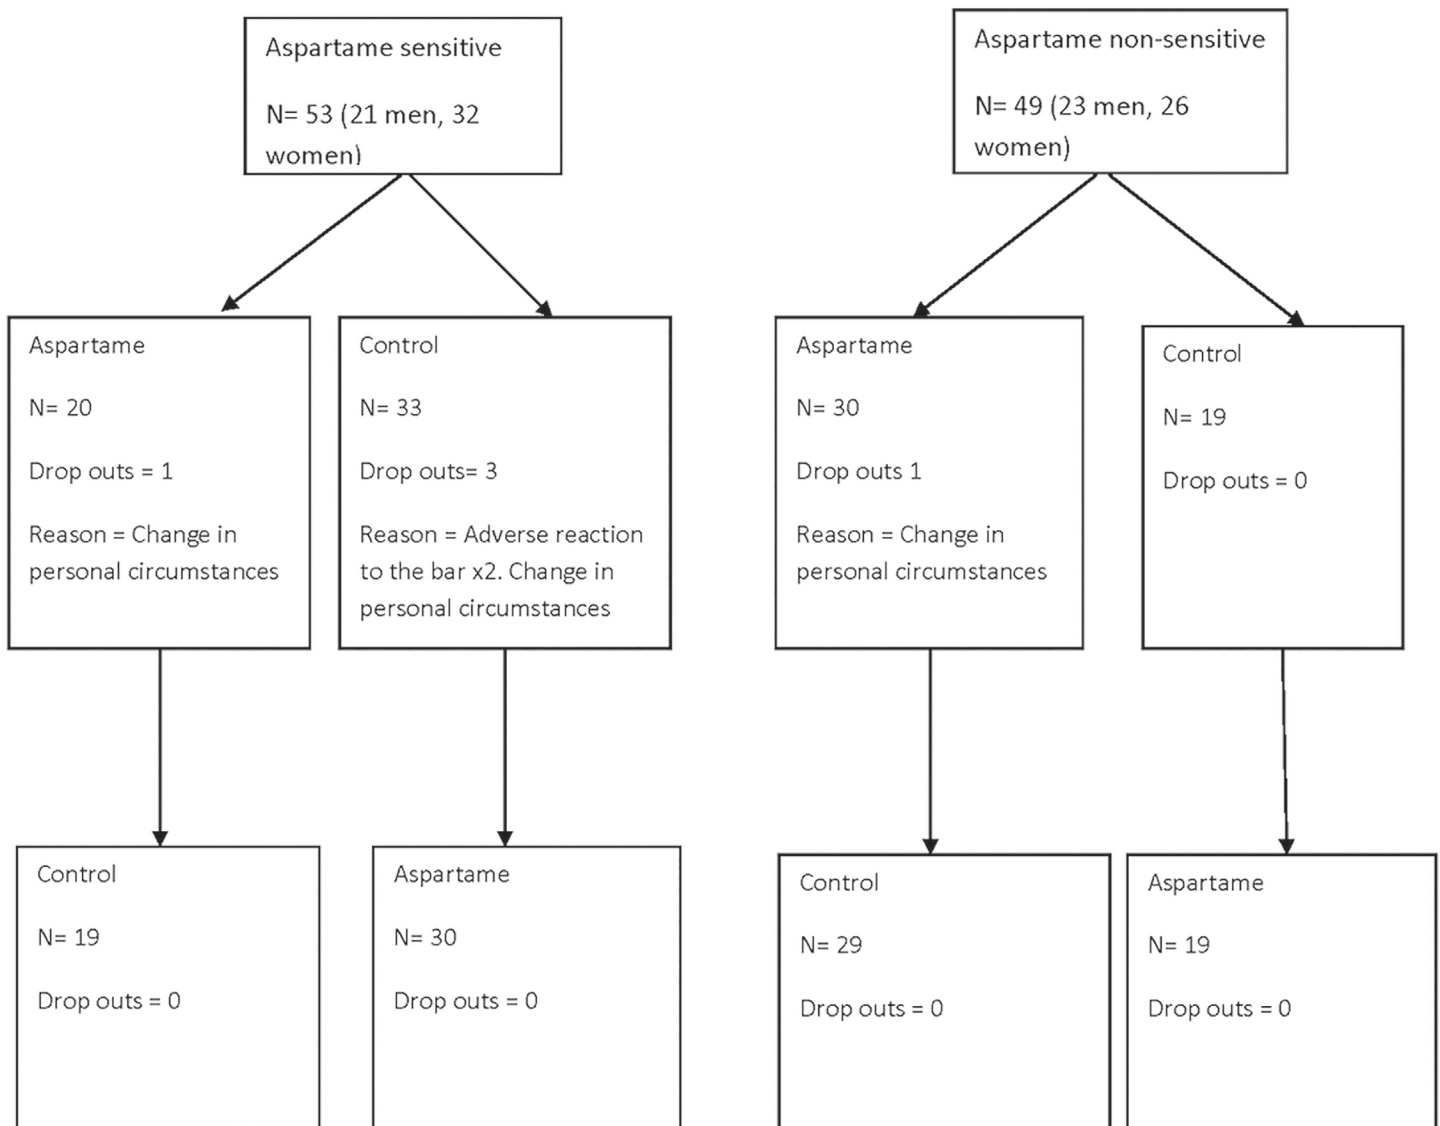 Aspartame sensitive
N= 53 (21 men, 32
women)
Aspartame non-sensitive
N= 49 (23 men, 26
women)
Aspartame
N= 20
Drop outs = 1
Reason = Change in
personal circumstances
Control
N= 33
Drop outs= 3
Reason = Adverse reaction
to the bar x2. Change in
personal circumstances
Aspartame
N= 30
Drop outs 1
Reason = Change in
personal circumstances
Control
N= 19
Drop outs = 0
Control
N= 19
Drop outs = 0
Aspartame
N= 30
Drop outs = 0
Control
N= 29
Drop outs = 0
Aspartame
N= 19
Drop outs = 0